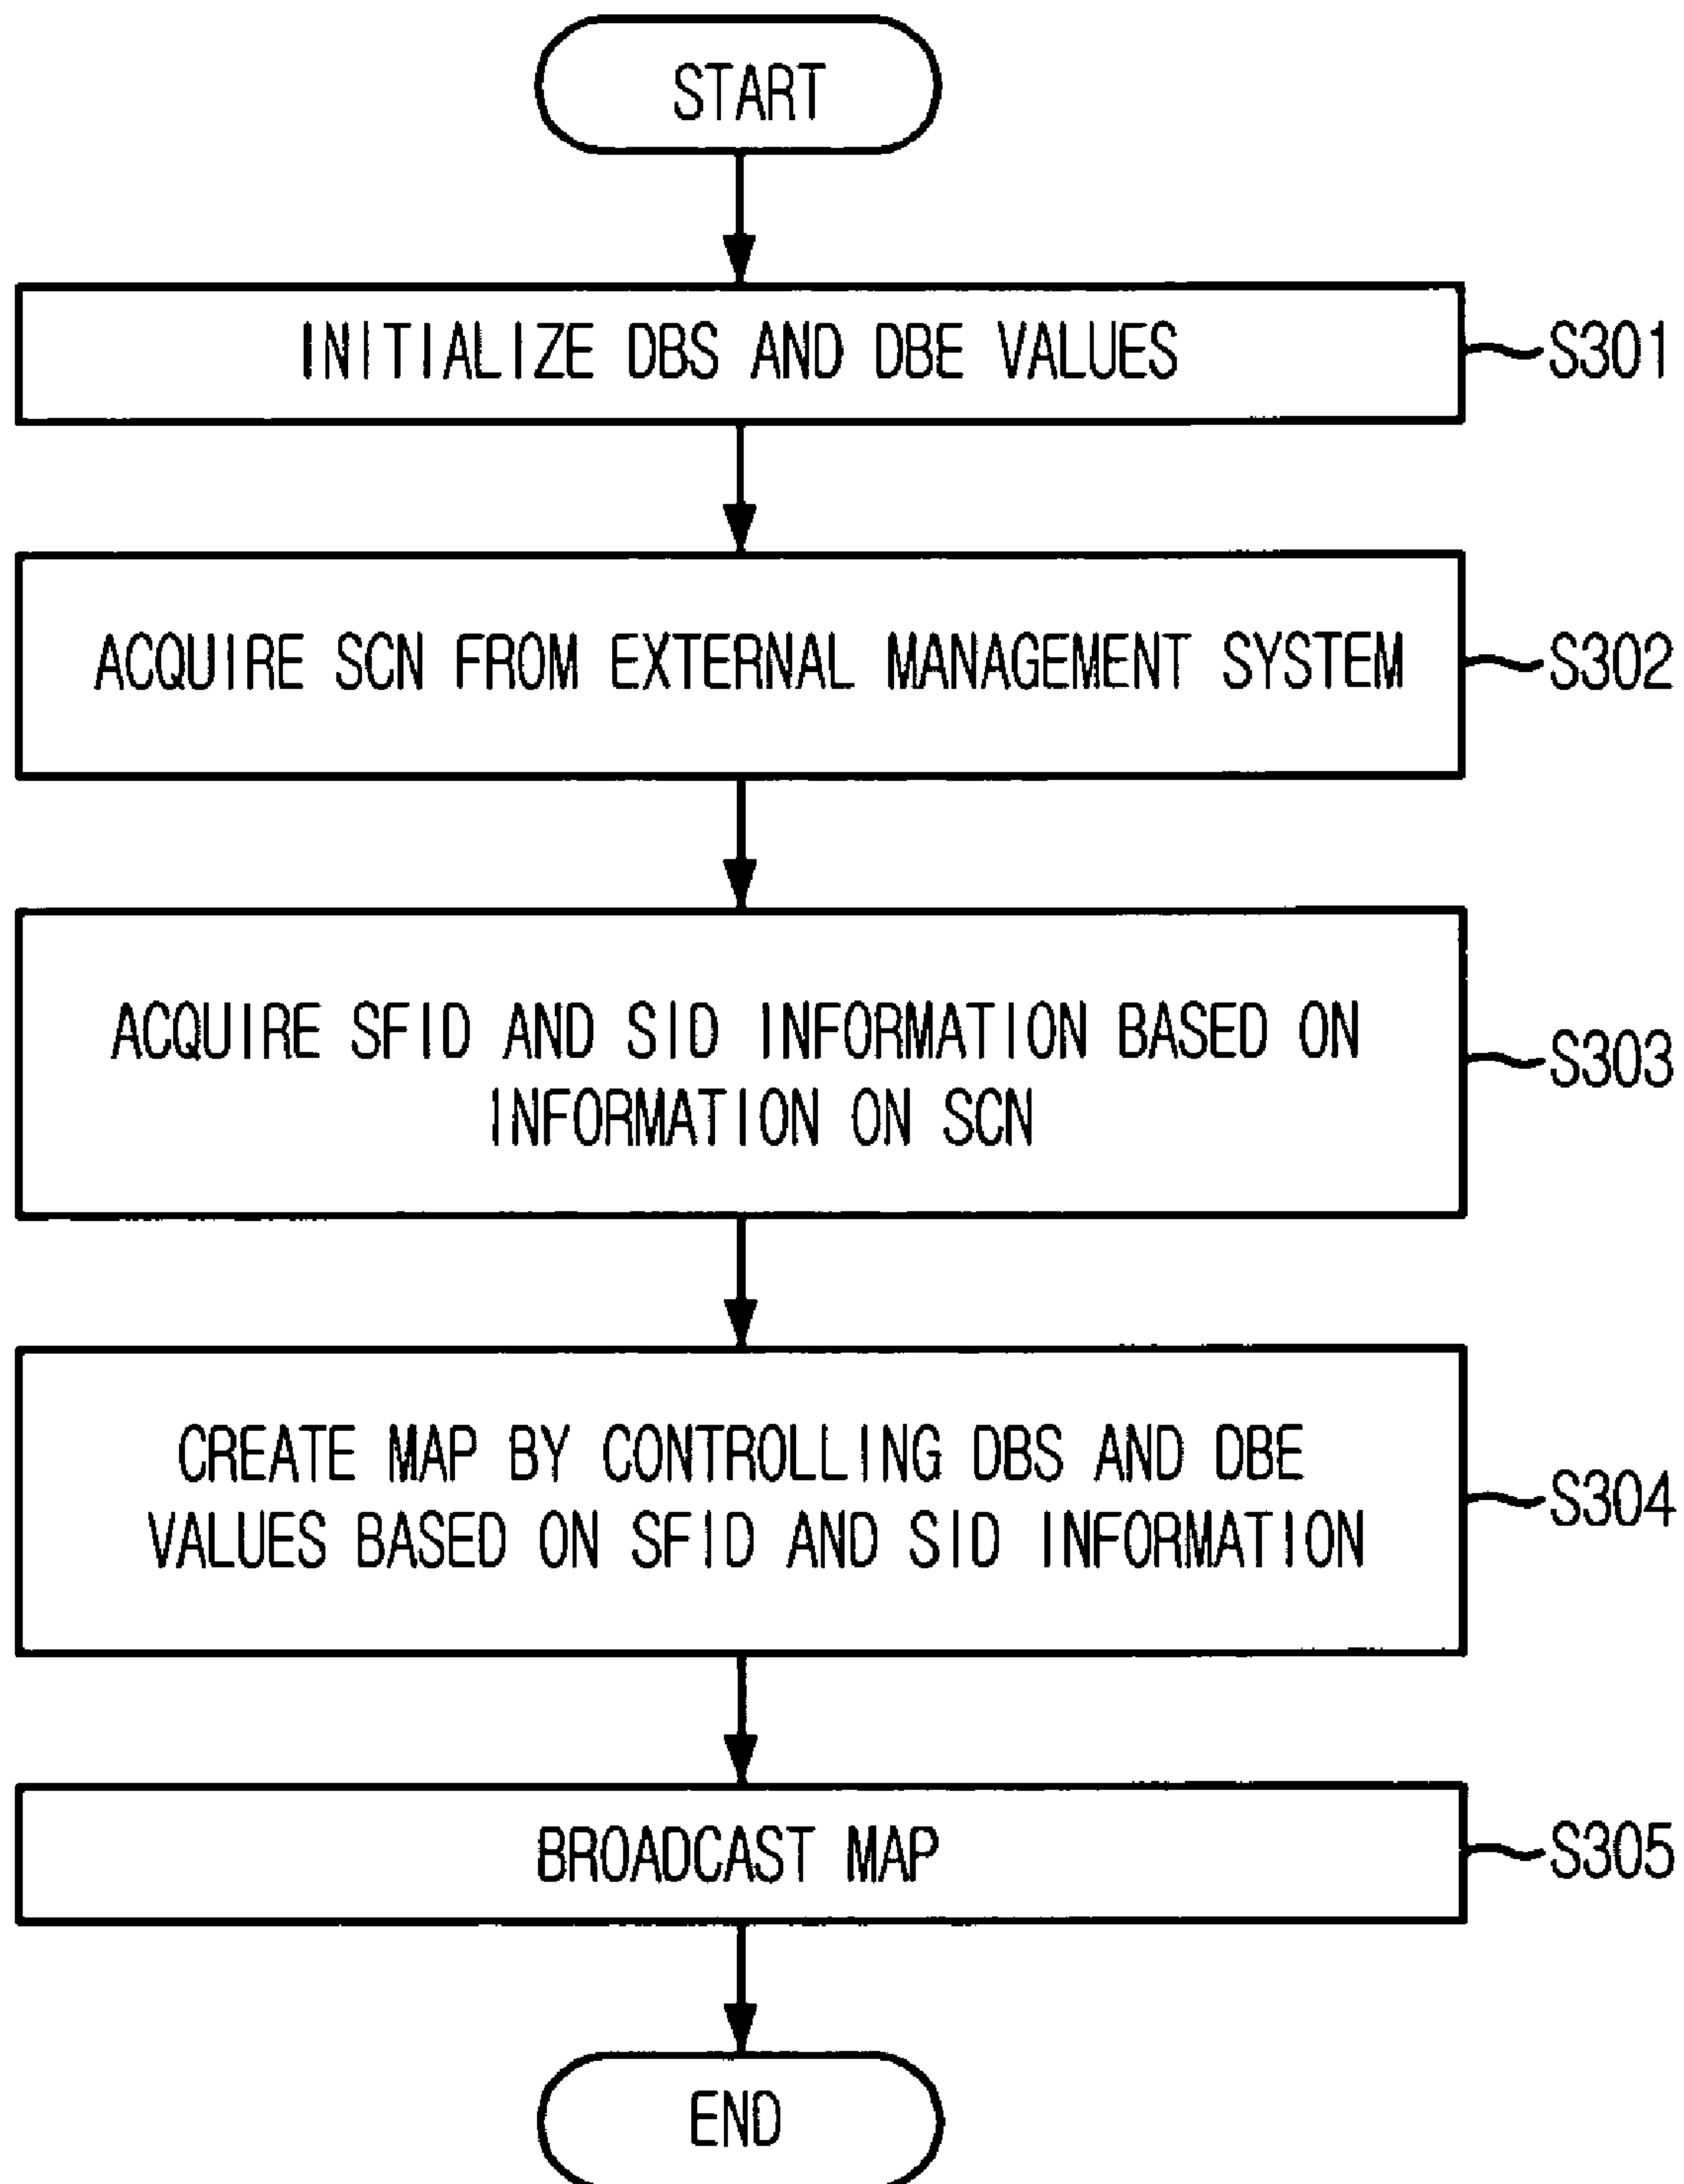 START
INITIALIZE DBS AND DBE VALUES
S301
ACQUIRE SCN FROM EXTERNAL MANAGEMENT SYSTEM
S302
ACQUIRE SFID AND SID INFORMATION BASED ON
INFORMATION ON SCN
S303
CREATE MAP BY CONTROLLING DBS AND DBE
VALUES BASED ON SFID AND SID INFORMATION
S304
BROADCAST MAP
S305
END